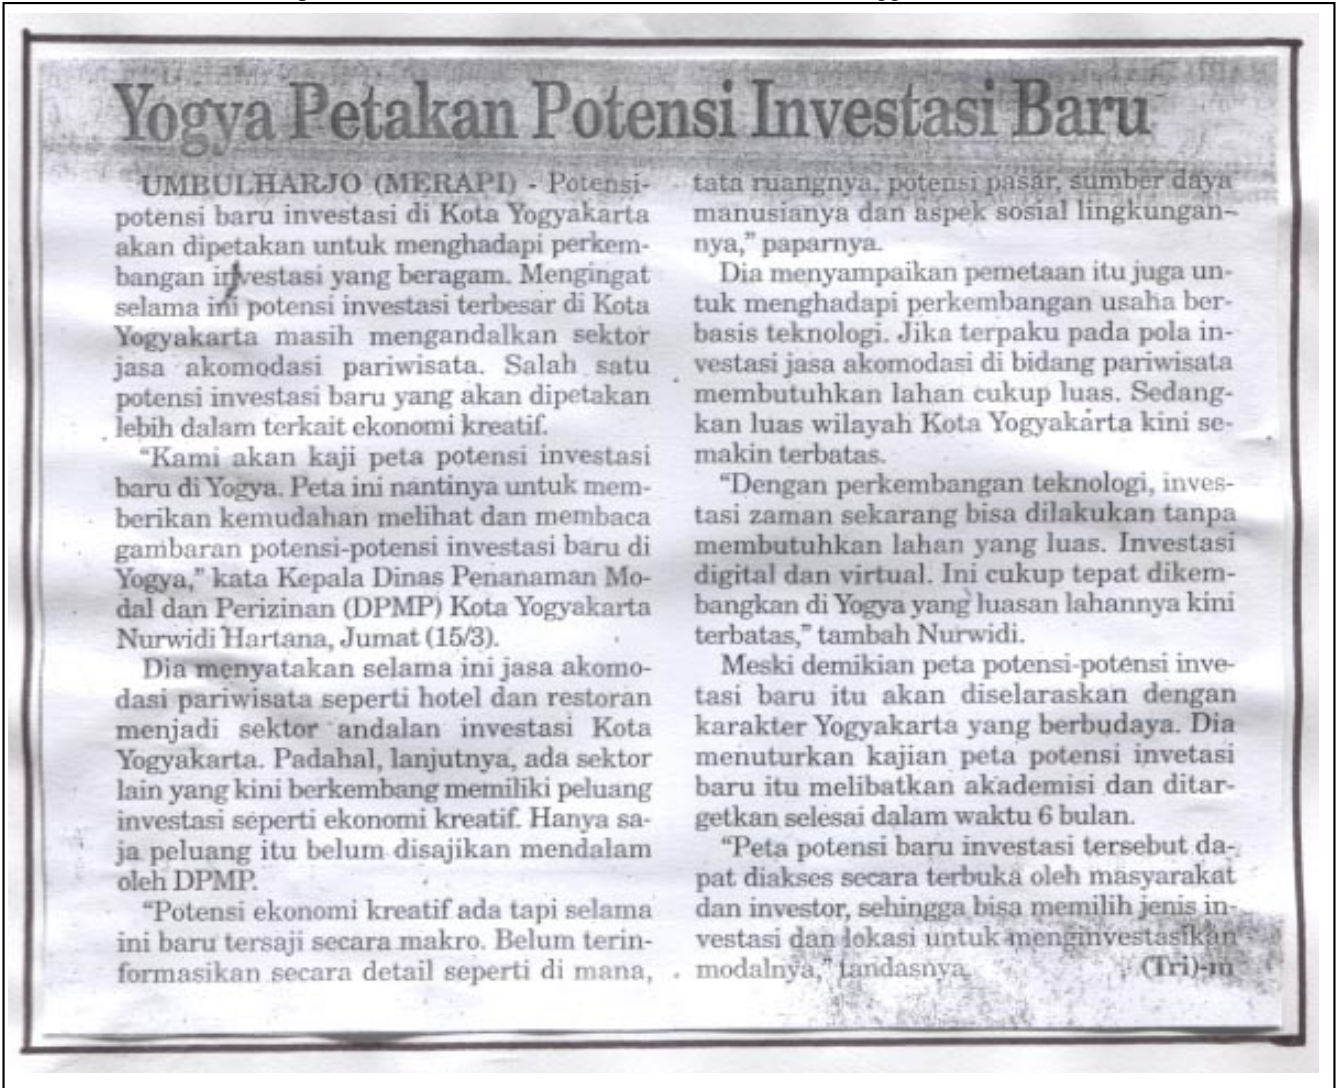 Yogya Petakan Potensi Investasi Baru
UMBULHARJO (MERAPI) - Potensi-
potensi baru investasi di Kota Yogyakarta
akan dipetakan untuk menghadapi perkem-
bangan investasi yang beragam. Mengingat
selama ini potensi investasi terbesar di Kota
Yogyakarta masih mengandalkan sektor
jasa akomodasi pariwisata. Salah satu
potensi investasi baru yang akan dipetakan
lebih dalam terkait ekonomi kreatif.
“Kami akan kaji peta potensi investasi
baru di Yogya. Peta ini nantinya untuk mem-
berikan kemudahan melihat dan membaca
gambaran potensi-potensi investasi baru di
Yogya,” kata Kepala Dinas Penanaman Mo-
dal dan Perizinan (DPMP) Kota Yogyakarta
Nurwidi Hartana, Jumat (15/3).
Dia menyatakan selama ini jasa akomo-
dasi pariwisata seperti hotel dan restoran
menjadi sektor andalan investasi Kota
Yogyakarta. Padahal, lanjutnya, ada sektor
lain yang kini berkembang memiliki peluang
investasi seperti ekonomi kreatif. Hanya sa-
ja peluang itu belum disajikan mendalam
oleh DPMP.
“Potensi ekonomi kreatif ada tapi selama
ini baru tersaji secara makro. Belum terin-
formasikan secara detail seperti di mana,
tata ruangnya, potensi pasar, sumber daya
manusianya dan aspek sosial lingkungan-
nya,” paparnya.
Dia menyampaikan pemetaan itu juga un-
tuk menghadapi perkembangan usaha ber-
basis teknologi. Jika terpaku pada pola in-
vestasi jasa akomodasi di bidang pariwisata
membutuhkan lahan cukup luas. Sedang-
kan luas wilayah Kota Yogyakarta kini se-
makin terbatas.
“Dengan perkembangan teknologi, inves-
tasi zaman sekarang bisa dilakukan tanpa
membutuhkan lahan yang luas. Investasi
digital dan virtual. Ini cukup tepat dikem-
bangkan di Yogya yang luasan lahannya kini
terbatas,” tambah Nurwidi.
Meski demikian peta potensi-potensi inve-
tasi baru itu akan diselaraskan dengan
karakter Yogyakarta yang berbudaya. Dia
menuturkan kajian peta potensi invetasi
baru itu melibatkan akademisi dan ditar-
getkan selesai dalam waktu 6 bulan.
“Peta potensi baru investasi tersebut da-
pat diakses secara terbuka oleh masyarakat
dan investor, sehingga bisa memilih jenis in-
vestasi dan lokasi untuk menginvestasikan
modalnya,” tandasnya. (Tri)-m